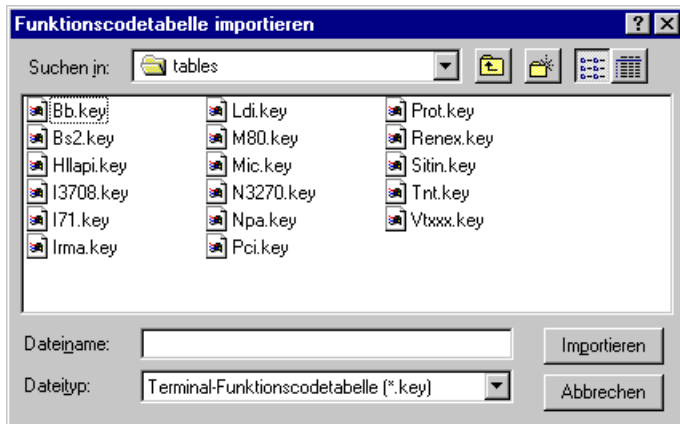 Funktionscodetabelle importieren
Suchen in: tables
Bb.key Ldi.key Prot.key
Bs2.key M80.key Renex.key
Hllapi.key Mic.key Sitin.key
I3708.key N3270.key Tnt.key
I71.key Npa.key Vtxxx.key
Irma.key Pci.key
Dateiname: Importieren
Dateityp: Terminal-Funktionscodetabelle (*.key) Abbrechen